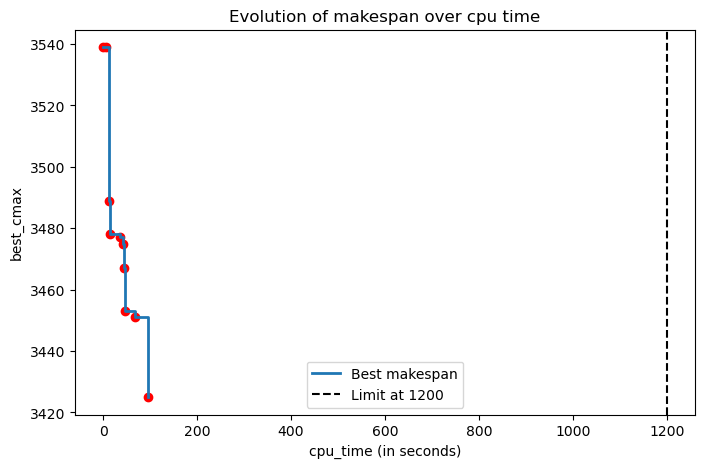 Evolution of makespan over cpu time
best_cmax
3540
3520
3500
3480
3460
3440
3420
Best makespan
Limit at 1200
0 200 400 600 800 1000 1200
cpu_time (in seconds)